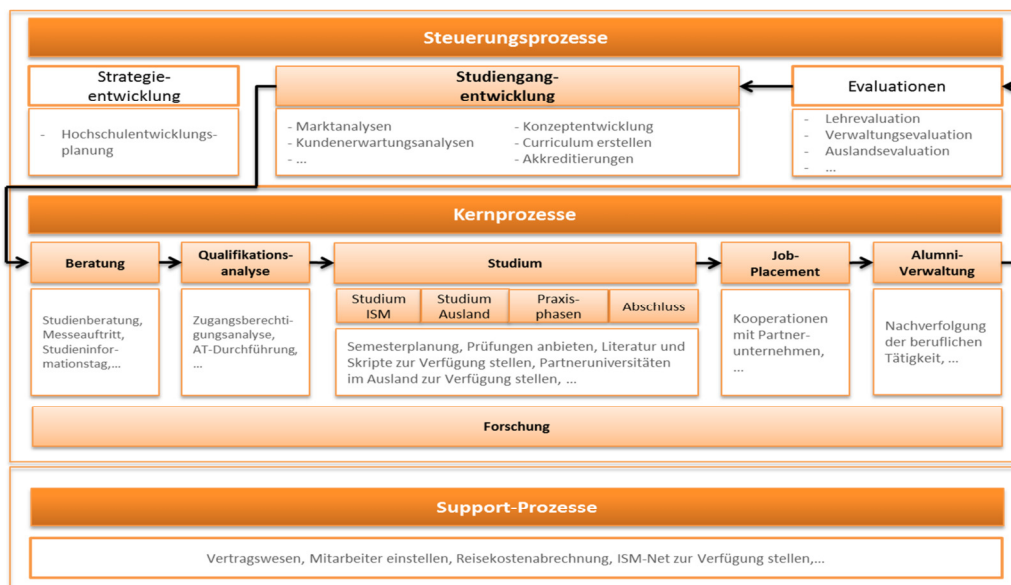 Steuerungsprozesse
Strategie-
entwicklung
- Hochschulentwicklungs-
planung
Studiengang-
entwicklung
- Marktanalysen
- Kundenerwartungsanalysen
- ...
- Konzeptentwicklung
- Curriculum erstellen
- Akkreditierungen
Evaluationen
- Lehrevaluation
- Verwaltungsevaluation
- Auslandsevaluation
- ...
Kernprozesse
Beratung
Studienberatung,
Messeauftritt,
Studieninfor-
mationstag,...
Qualifikations-
analyse
Zugangsberechti-
gungsanalyse,
AT-Durchführung,
...
Studium
Studium
ISM
Studium
Ausland
Praxis-
phasen
Abschluss
Semesterplanung, Prüfungen anbieten, Literatur und
Skripte zur Verfügung stellen, Partneruniversitäten
im Ausland zur Verfügung stellen, ...
Job-
Placement
Kooperationen
mit Partner-
unternehmen,
...
Alumni-
Verwaltung
Nachverfolgung
der beruflichen
Tätigkeit, ...
Forschung
Support-Prozesse
Vertragswesen, Mitarbeiter einstellen, Reisekostenabrechnung, ISM-Net zur Verfügung stellen,...